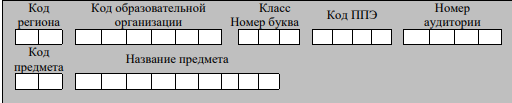 Код региона
Код образовательной организации
Класс
Номер буква
Код ППЭ
Номер аудитории
Код предмета
Название предмета